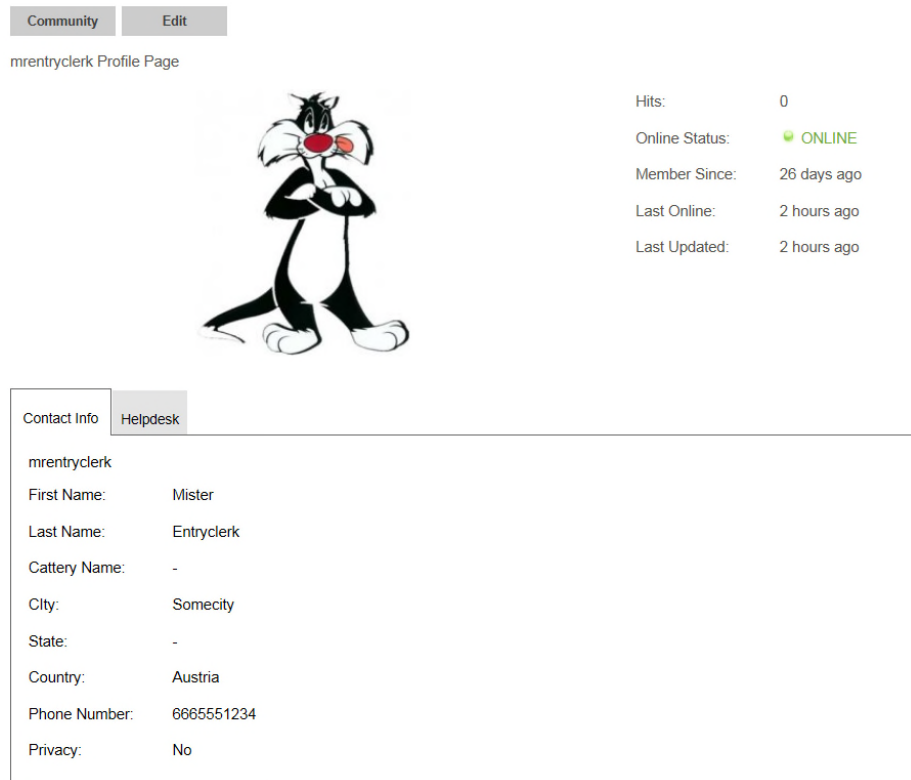 Community Edit
mrentryclerk Profile Page
Hits: 0
Online Status: ONLINE
Member Since: 26 days ago
Last Online: 2 hours ago
Last Updated: 2 hours ago
Contact Info Helpdesk
mrentryclerk
First Name: Mister
Last Name: Entryclerk
Cattery Name: -
CIty: Somecity
State: -
Country: Austria
Phone Number: 6665551234
Privacy: No